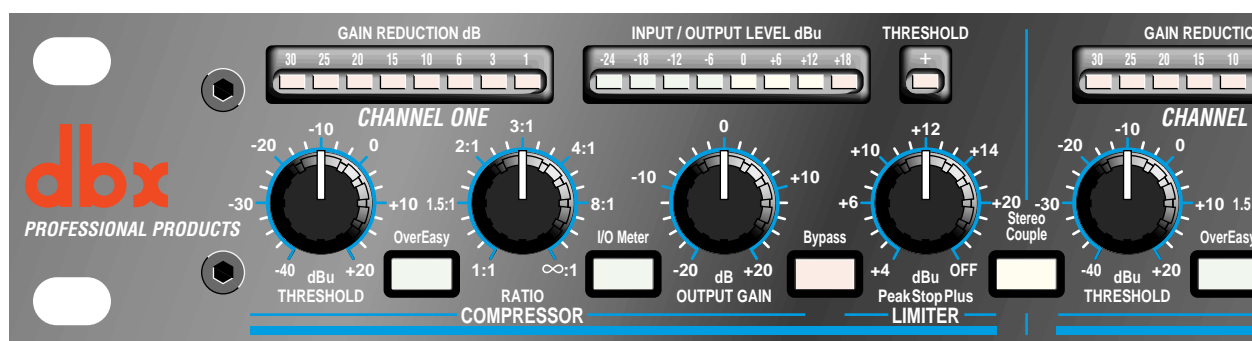 GAIN REDUCTION dB
30 25 20 15 10 6 3 1
INPUT / OUTPUT LEVEL dBu
-24 -18 -12 -6 0 +6 +12 +18
THRESHOLD
+
GAIN REDUCTIO
30 25 20 15 10
CHANNEL ONE
CHANNEL
dbx
PROFESSIONAL PRODUCTS
-40 -30 -20 -10 0 +10 +20
dBu
THRESHOLD
OverEasy
1:1 1.5:1 2:1 3:1 4:1 8:1 ∞:1
RATIO
I/O Meter
-20 -10 0 +10 +20
dB
OUTPUT GAIN
Bypass
+4 +6 +10 +12 +14 +20 OFF
dBu
PeakStopPlus
Stereo
Couple
COMPRESSOR
LIMITER
-40 -30 -20 -10 0 +10 +20
dBu
THRESHOLD
1.5
OverEasy